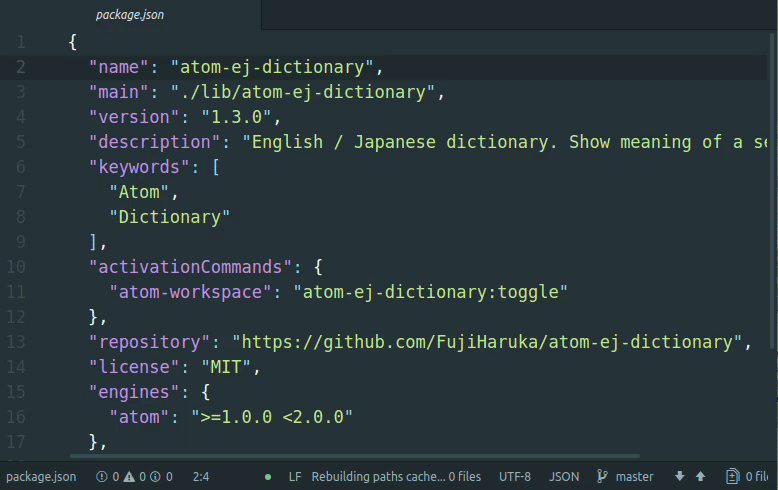 package.json
1 {
2 "name": "atom-ej-dictionary",
3 "main": "./lib/atom-ej-dictionary",
4 "version": "1.3.0",
5 "description": "English / Japanese dictionary. Show meaning of a se
6 "keywords": [
7 "Atom",
8 "Dictionary"
9 ],
10 "activationCommands": {
11 "atom-workspace": "atom-ej-dictionary:toggle"
12 },
13 "repository": "https://github.com/FujiHaruka/atom-ej-dictionary",
14 "license": "MIT",
15 "engines": {
16 "atom": ">=1.0.0 <2.0.0"
17 },
package.json 0 0 0 2:4 LF Rebuilding paths cache... 0 files UTF-8 JSON master 0 file